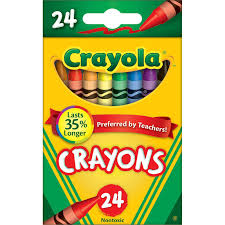 24
Crayola
Lasts
35%
Longer
Preferred by Teachers!
CRAYONS
24
Nontoxic